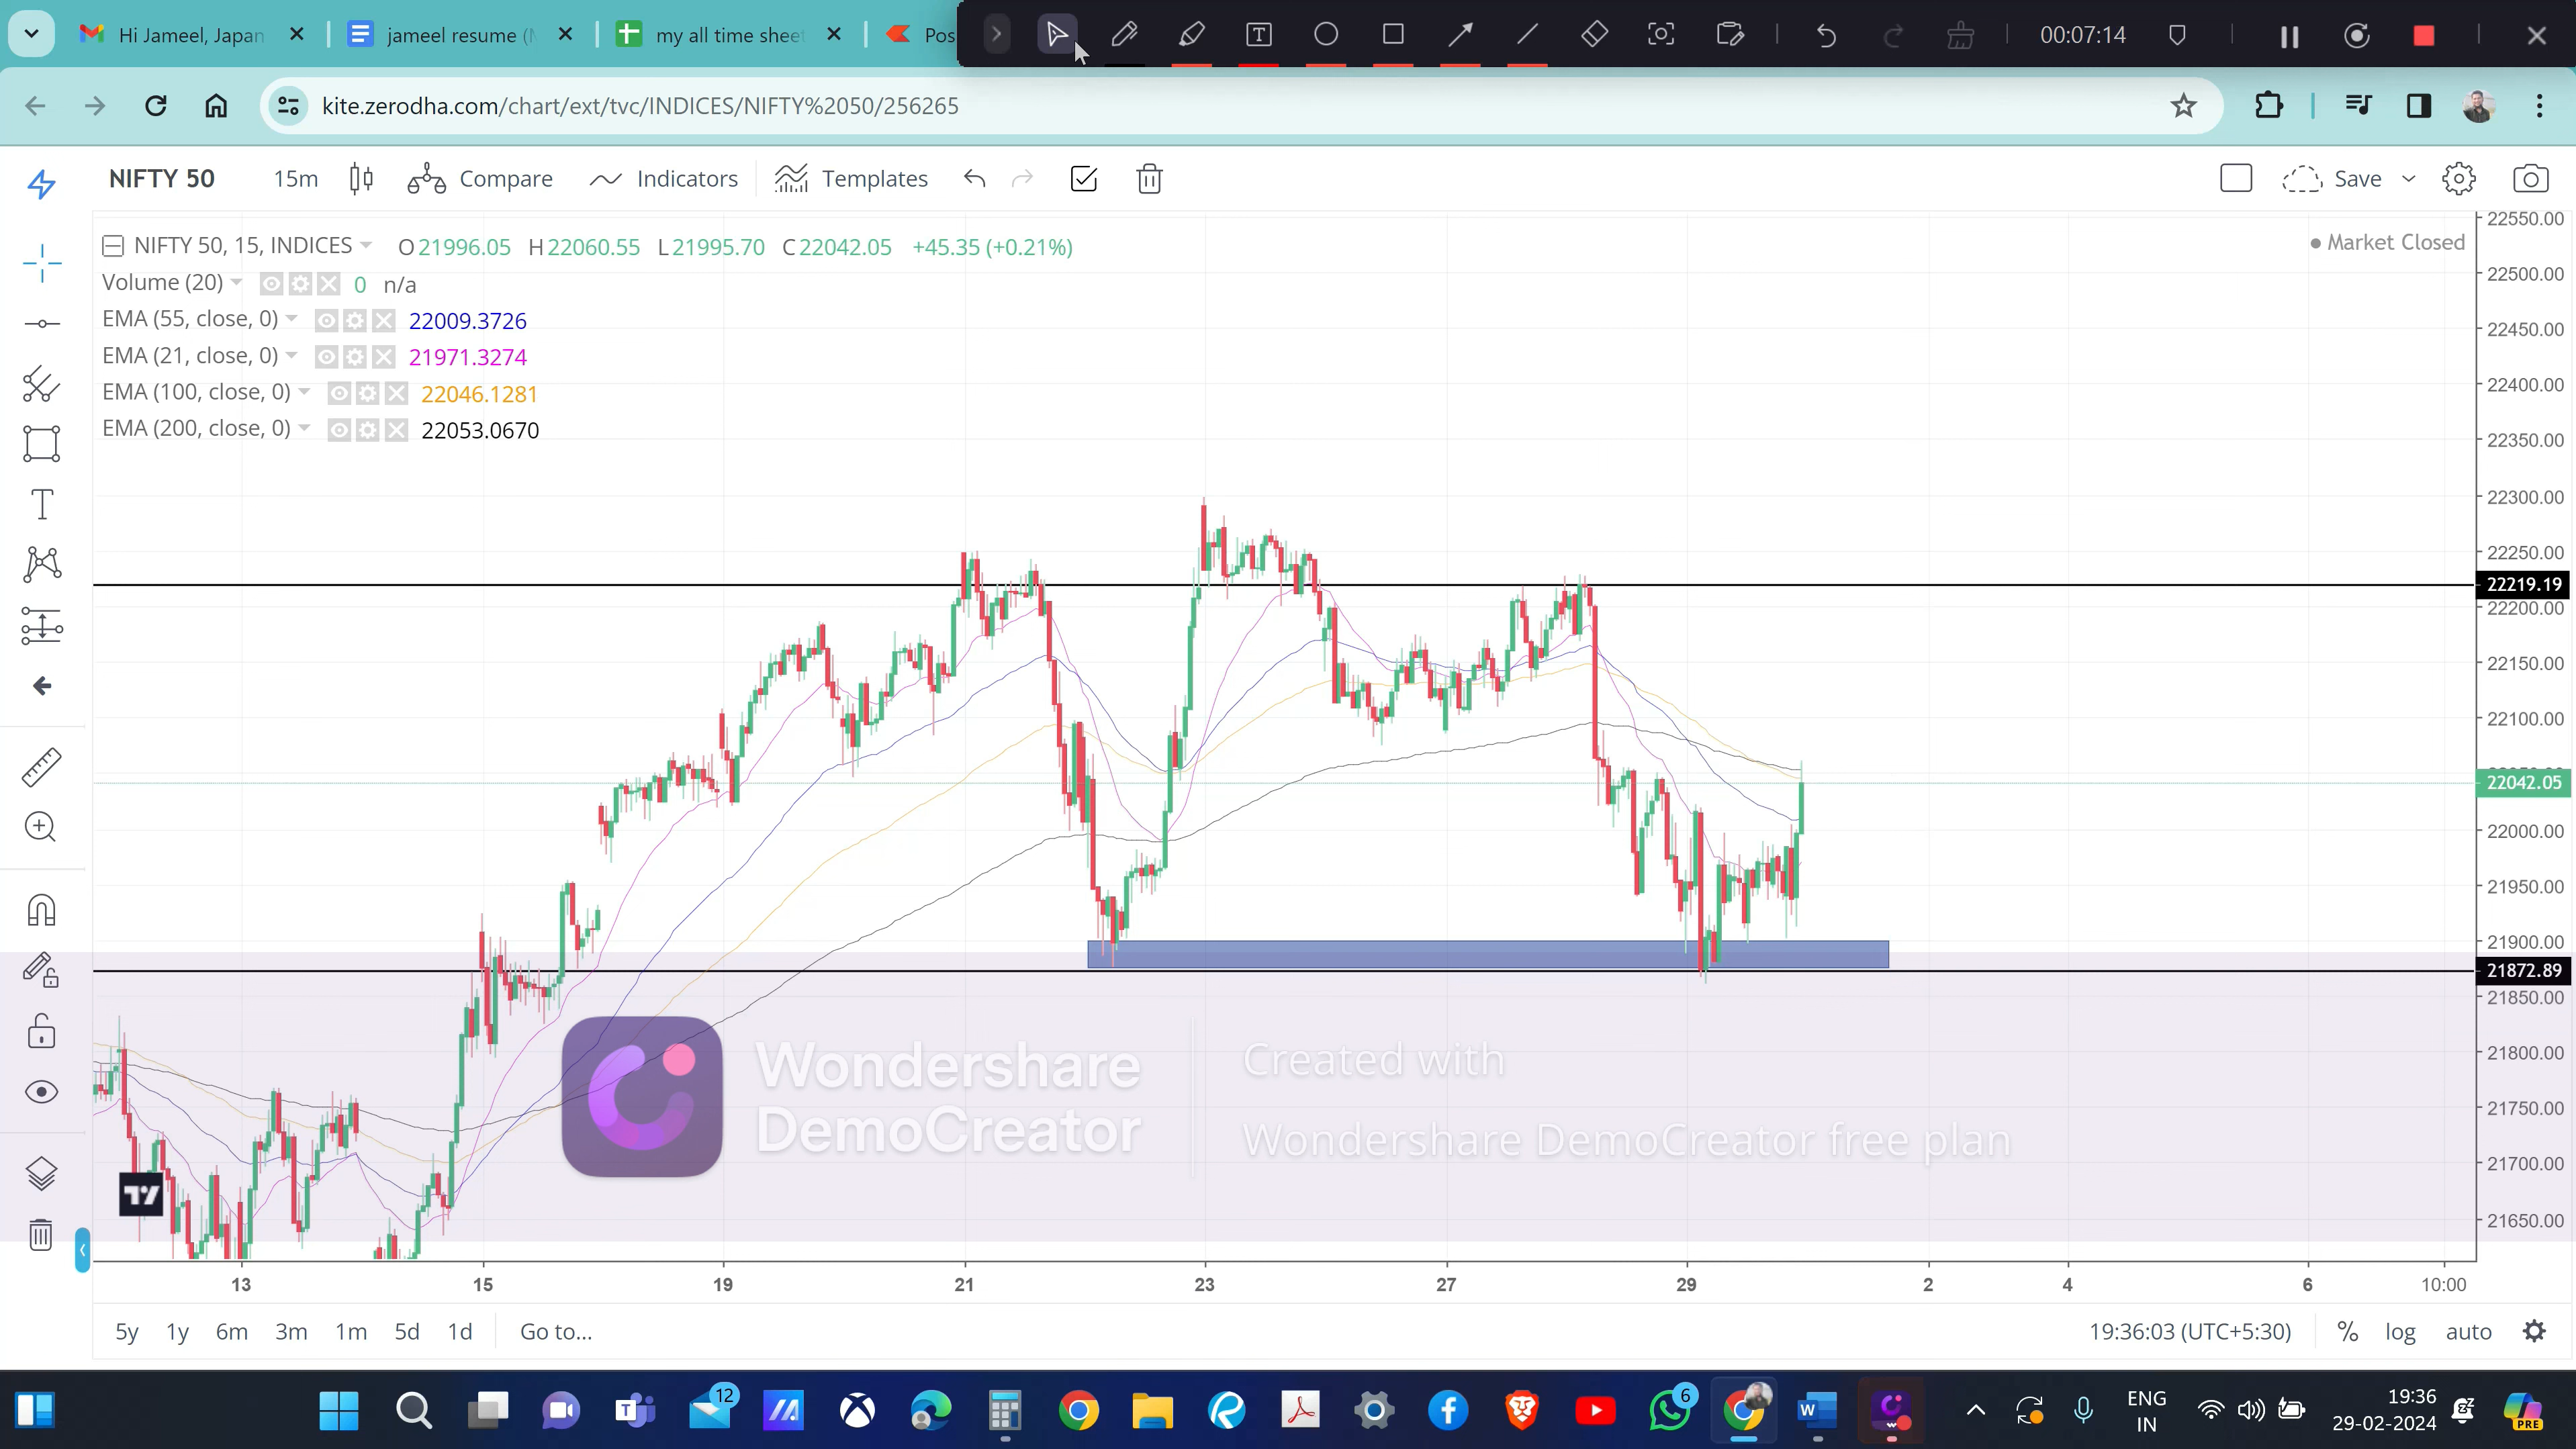 Hi Jameel, Japan
jameel resume (
my all time shee
Pos
00:07:14
kite.zerodha.com/chart/ext/tvc/INDICES/NIFTY%2050/256265
NIFTY 50 15m Compare Indicators Templates Save
NIFTY 50, 15, INDICES O21996.05 H22060.55 L21995.70 C22042.05 +45.35 (+0.21%)
Market Closed
Volume (20) 0 n/a
EMA (55, close, 0) 22009.3726
EMA (21, close, 0) 21971.3274
EMA (100, close, 0) 22046.1281
EMA (200, close, 0) 22053.0670
22550.00
22500.00
22450.00
22400.00
22350.00
22300.00
22250.00
22219.19
22200.00
22150.00
22100.00
22042.05
22000.00
21950.00
21900.00
21872.89
21850.00
21800.00
21750.00
21700.00
21650.00
Wondershare
DemoCreator
Created with
Wondershare DemoCreator free plan
13 15 19 21 23 27 29 2 4 6 10:00
5y 1y 6m 3m 1m 5d 1d Go to...
19:36:03 (UTC+5:30) % log auto
12
6
ENG
IN
19:36
29-02-2024
PRE